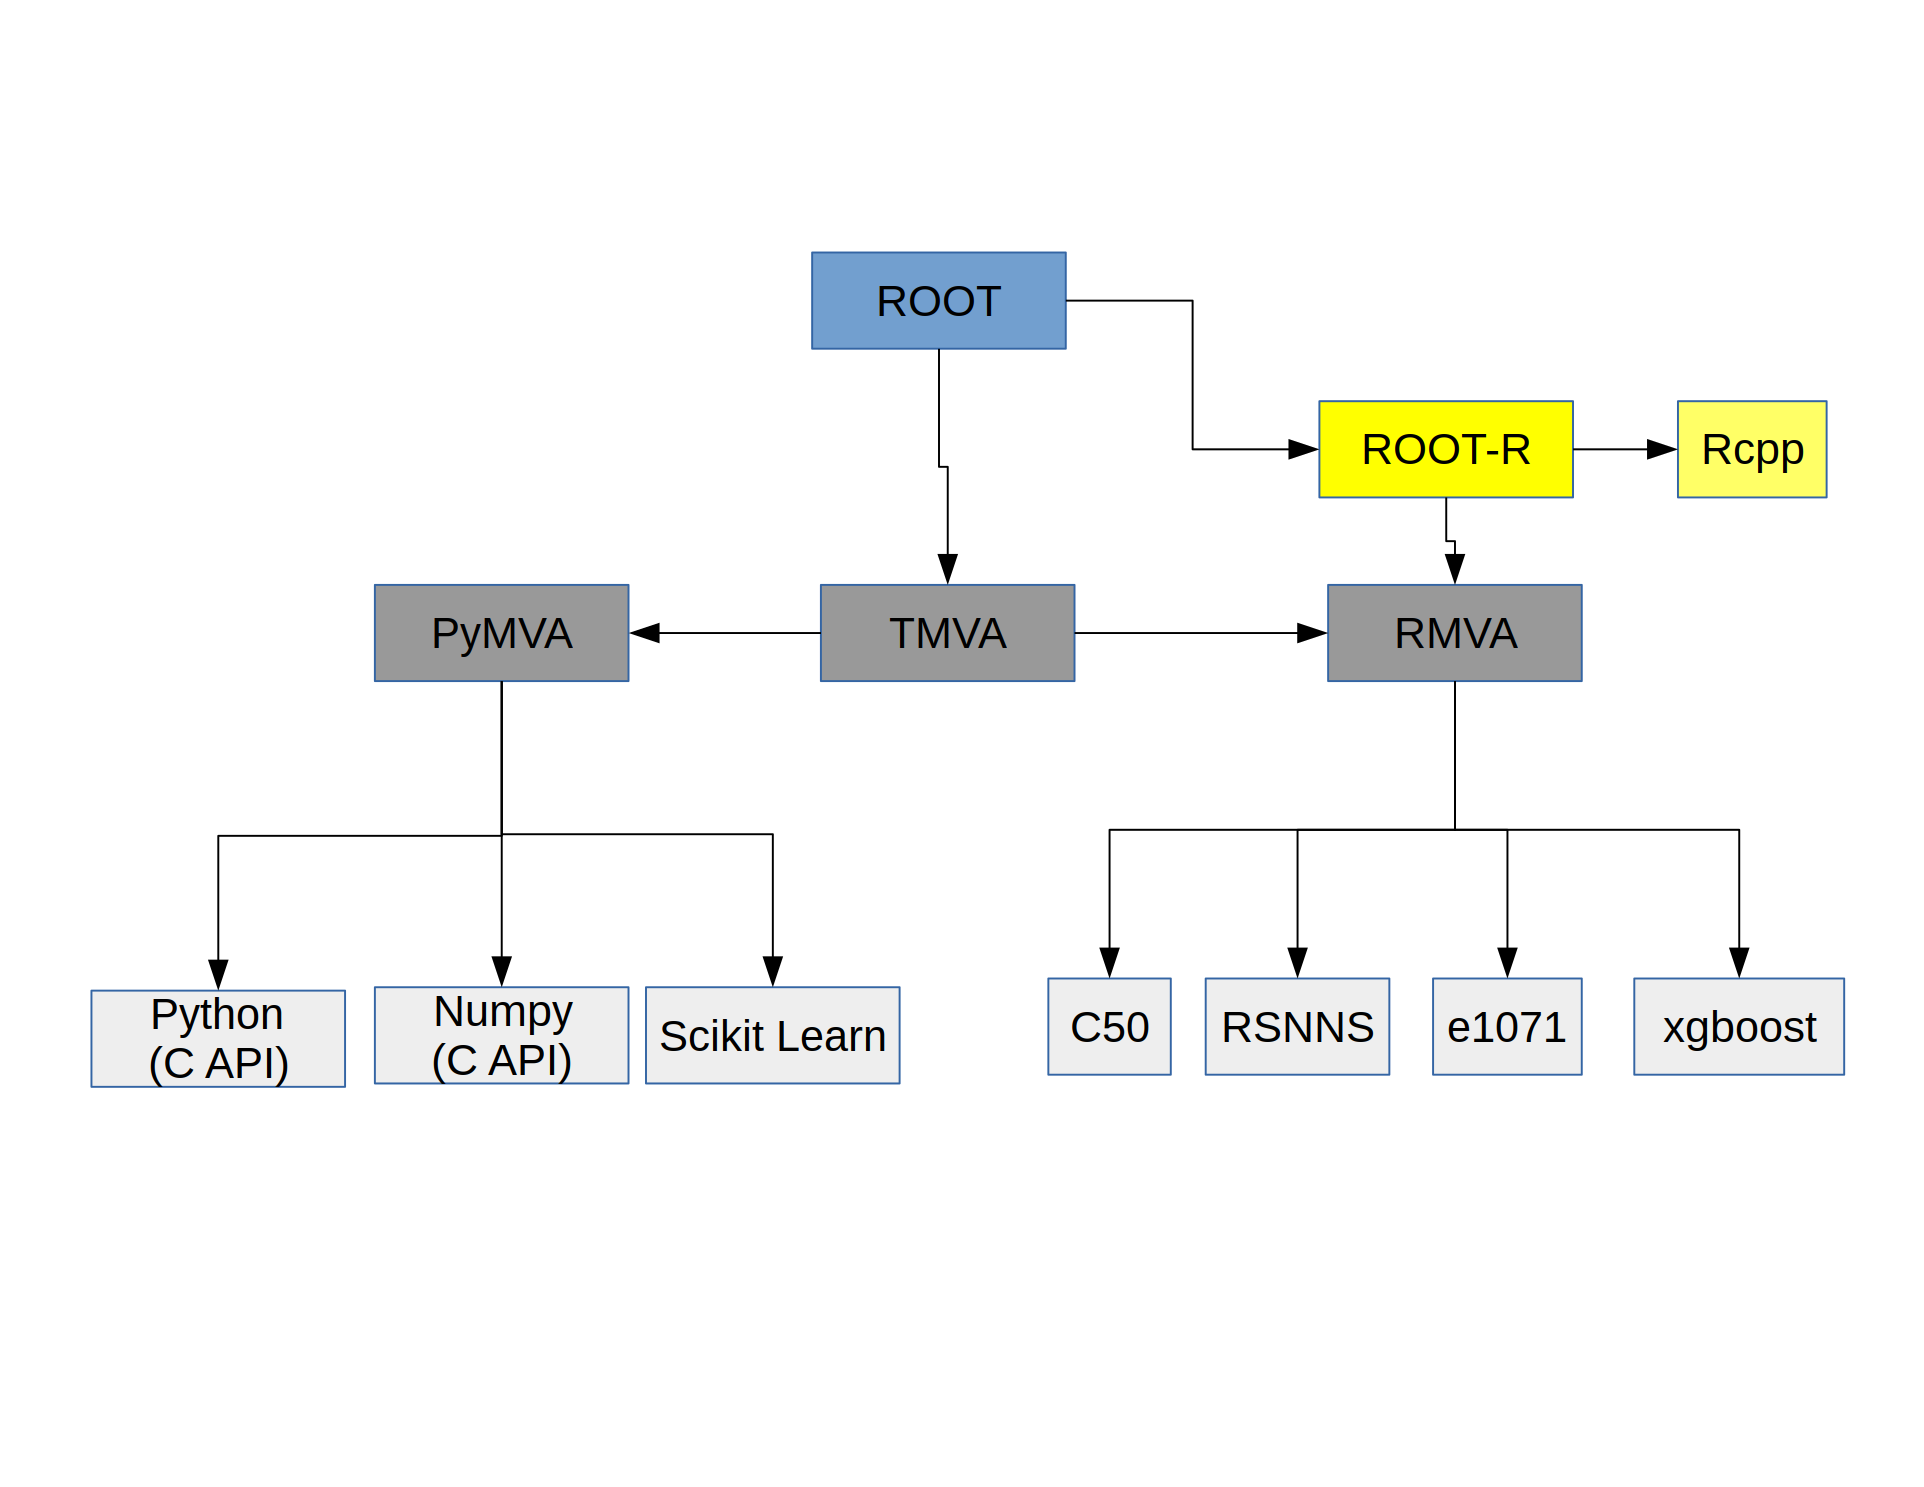 ROOT
ROOT-R
Rcpp
PyMVA
TMVA
RMVA
Python
(C API)
Numpy
(C API)
Scikit Learn
C50
RSNNS
e1071
xgboost